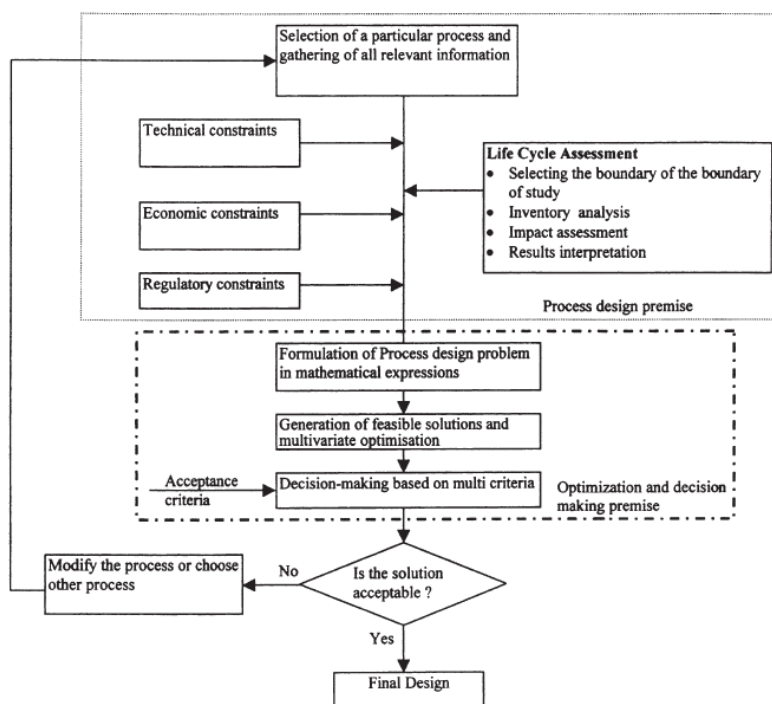 Selection of a particular process and
gathering of all relevant information
Technical constraints
Life Cycle Assessment
• Selecting the boundary of the boundary
of study
• Inventory analysis
• Impact assessment
• Results interpretation
Economic constraints
Regulatory constraints
Process design premise
Formulation of Process design problem
in mathematical expressions
Generation of feasible solutions and
multivariate optimisation
Acceptance
criteria
Decision-making based on multi criteria
Optimization and decision
making premise
Modify the process or choose
other process
No
Is the solution
acceptable ?
Yes
Final Design